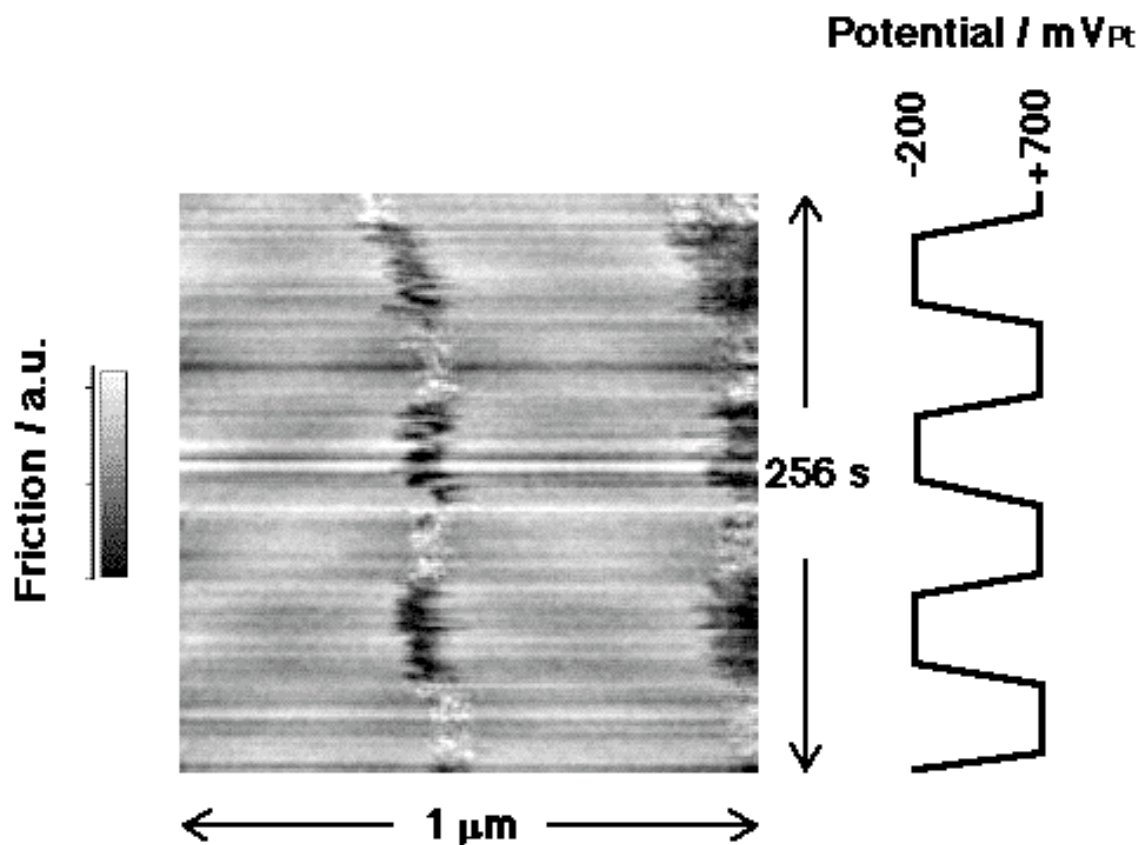 Potential / mVPt
-200
+700
Friction / a.u.
256 s
1 μm